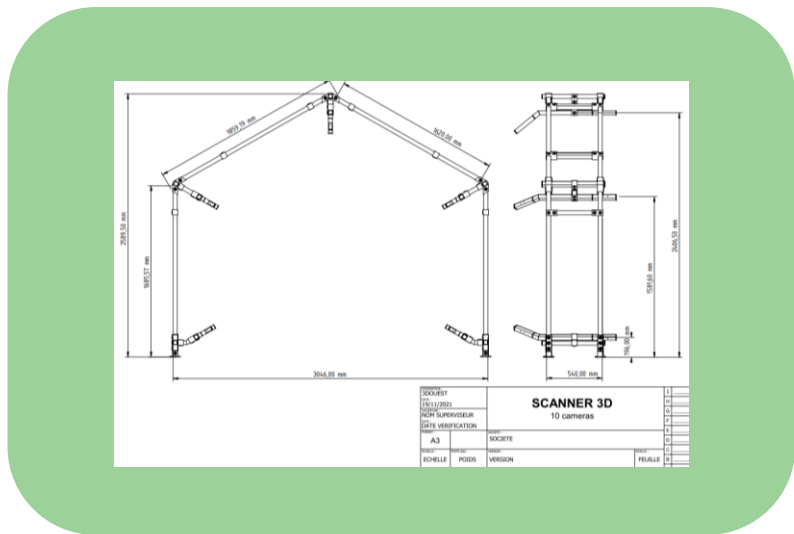 1859,19 mm
1620,00 mm
2589,50 mm
1685,57 mm
2406,50 mm
1581,60 mm
196,00 mm
3046,00 mm
540,00 mm
3DOUEST
19/11/2021
NOM SUPERVISEUR
DATE VERIFICATION
A3
ECHELLE
POIDS
SCANNER 3D
10 cameras
SOCIETE
VERSION
FEUILLE
I
H
G
F
E
D
C
B